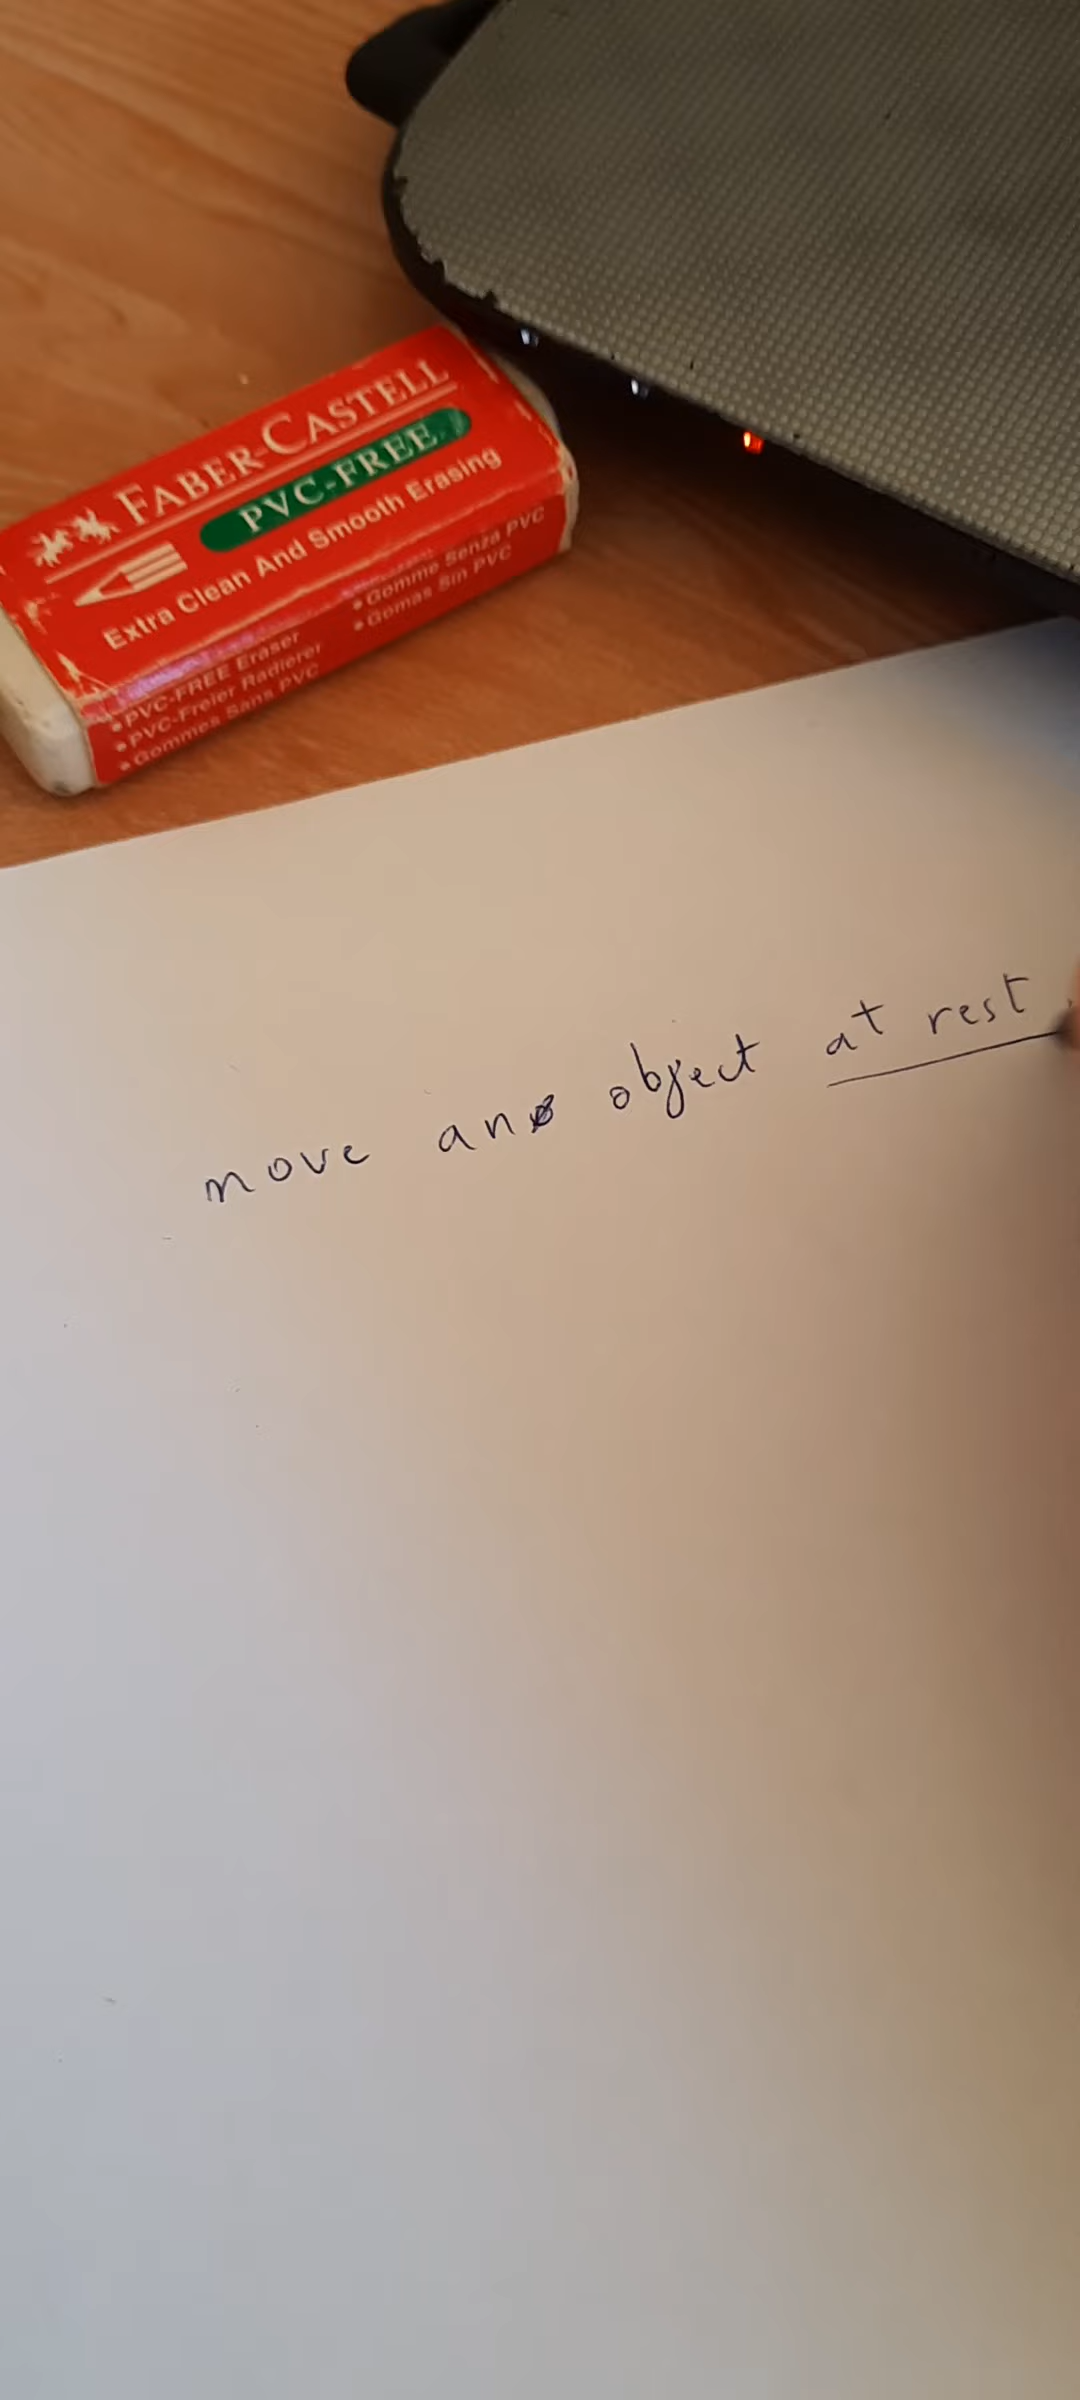 FABER-CASTELL
PVC-FREE
Extra Clean And Smooth Erasing
• PVC-FREE Eraser
• PVC-Freier Radierer
• Gommes Sans PVC
• Gomme Senza PVC
• Gomas Sin PVC
move an object at rest